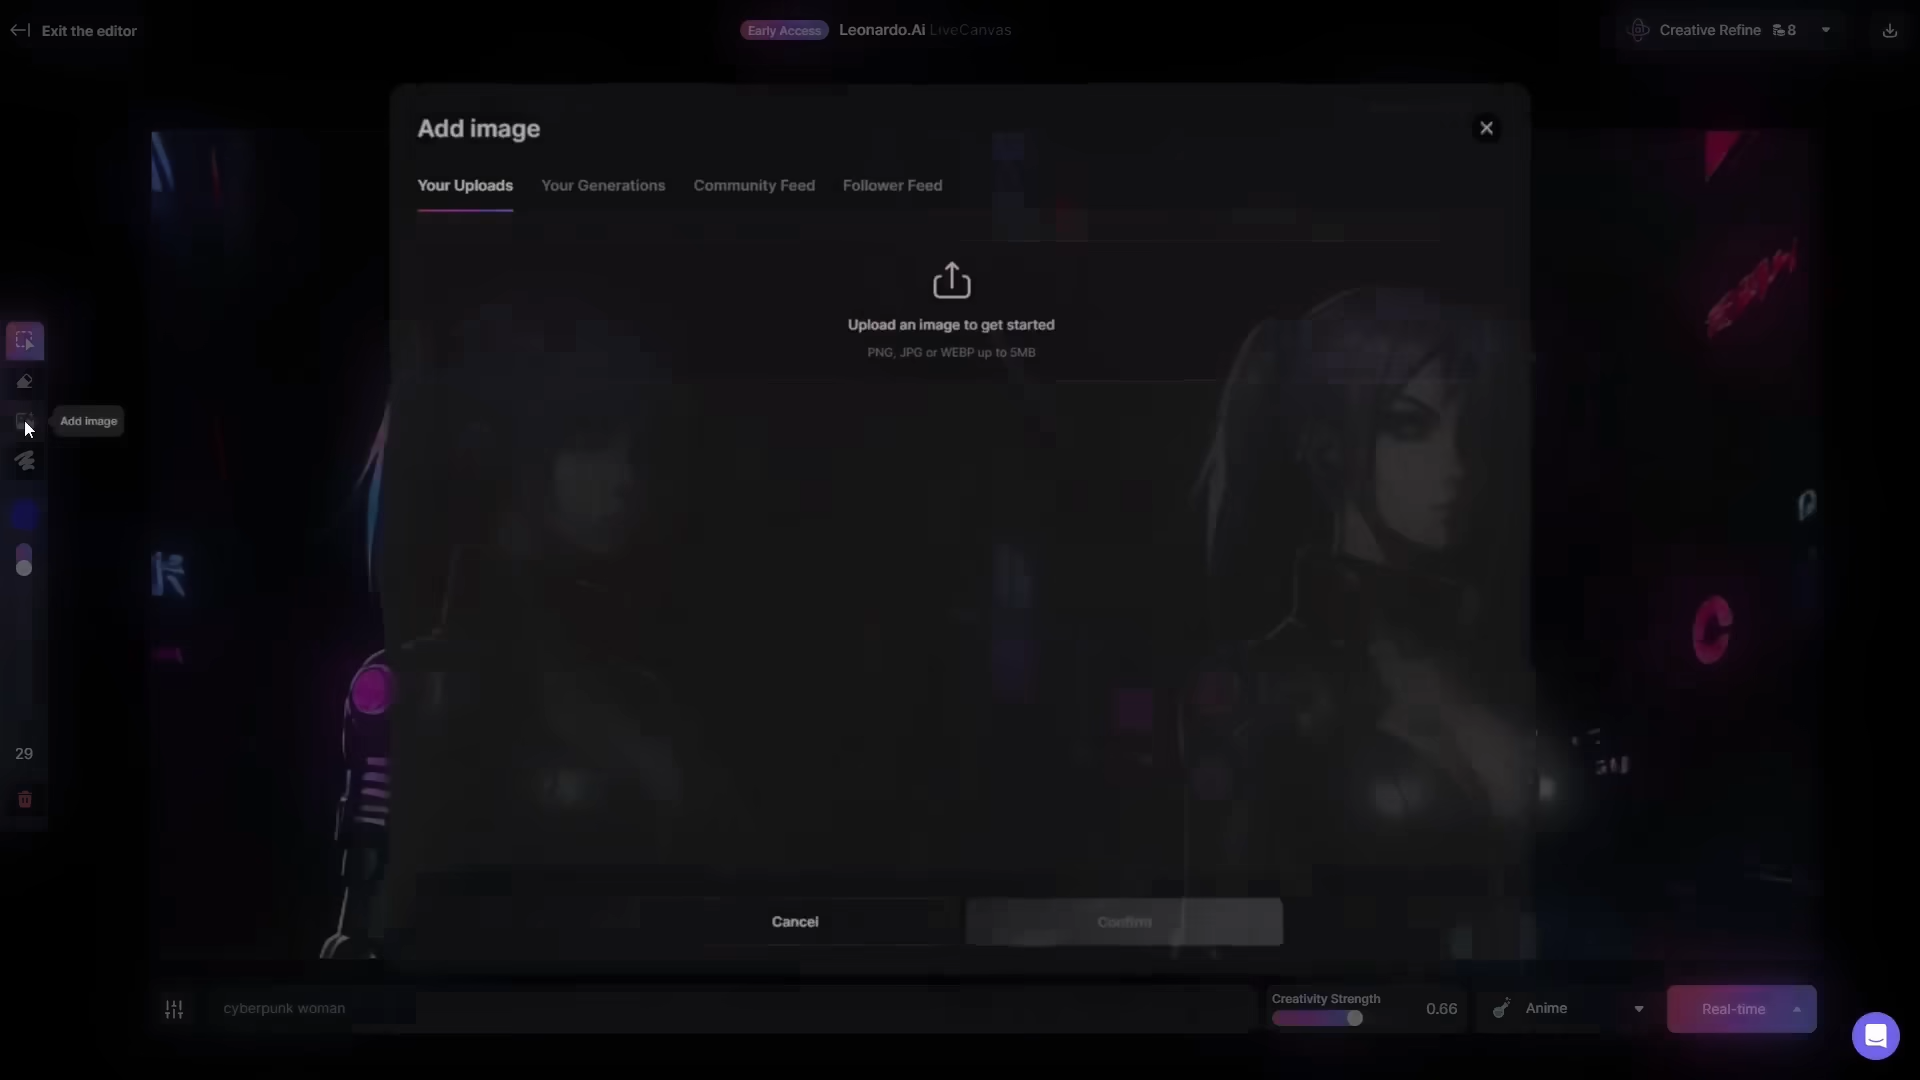 Exit the editor
Early Access Leonardo.Ai LiveCanvas
Creative Refine 8
Add image
Your Uploads Your Generations Community Feed Follower Feed
Upload an image to get started
PNG, JPG or WEBP up to 5MB
Add image
29
Cancel Confirm
cyberpunk woman
Creativity Strength 0.66
Anime
Real-time